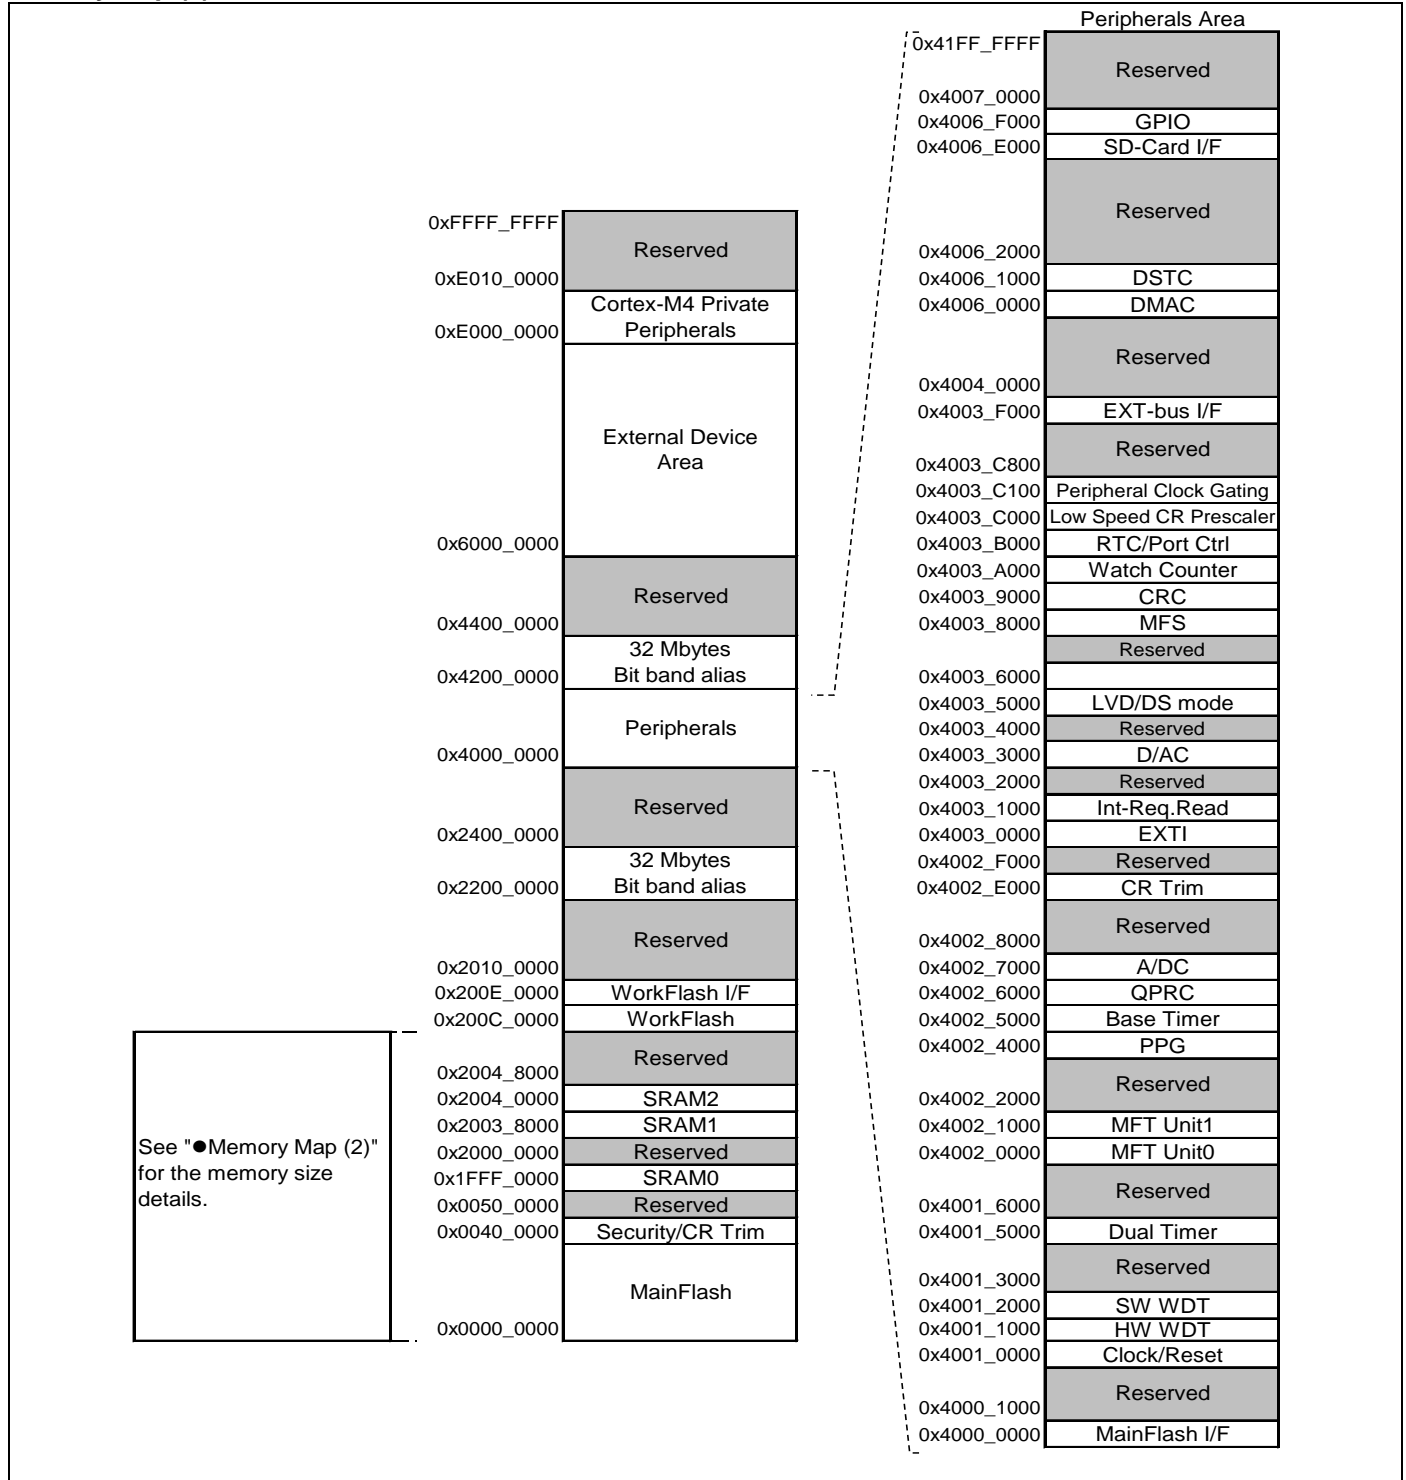 Peripherals Area
0x41FF_FFFF
Reserved
0x4007_0000
0x4006_F000 GPIO
0x4006_E000 SD-Card I/F
Reserved
0x4006_2000
0x4006_1000 DSTC
0x4006_0000 DMAC
Reserved
0x4004_0000
0x4003_F000 EXT-bus I/F
Reserved
0x4003_C800
0x4003_C100 Peripheral Clock Gating
0x4003_C000 Low Speed CR Prescaler
0x4003_B000 RTC/Port Ctrl
0x4003_A000 Watch Counter
0x4003_9000 CRC
0x4003_8000 MFS
Reserved
0x4003_6000
0x4003_5000 LVD/DS mode
0x4003_4000 Reserved
0x4003_3000 D/AC
0x4003_2000 Reserved
0x4003_1000 Int-Req.Read
0x4003_0000 EXTI
0x4002_F000 Reserved
0x4002_E000 CR Trim
Reserved
0x4002_8000
0x4002_7000 A/DC
0x4002_6000 QPRC
0x4002_5000 Base Timer
0x4002_4000 PPG
Reserved
0x4002_2000
0x4002_1000 MFT Unit1
0x4002_0000 MFT Unit0
Reserved
0x4001_6000
0x4001_5000 Dual Timer
Reserved
0x4001_3000
0x4001_2000 SW WDT
0x4001_1000 HW WDT
0x4001_0000 Clock/Reset
Reserved
0x4000_1000
0x4000_0000 MainFlash I/F
0xFFFF_FFFF
Reserved
0xE010_0000
Cortex-M4 Private
0xE000_0000 Peripherals
External Device
Area
0x6000_0000
Reserved
0x4400_0000
32 Mbytes
0x4200_0000 Bit band alias
Peripherals
0x4000_0000
Reserved
0x2400_0000
32 Mbytes
0x2200_0000 Bit band alias
Reserved
0x2010_0000
0x200E_0000 WorkFlash I/F
0x200C_0000 WorkFlash
Reserved
0x2004_8000
0x2004_0000 SRAM2
0x2003_8000 SRAM1
0x2000_0000 Reserved
0x1FFF_0000 SRAM0
0x0050_0000 Reserved
0x0040_0000 Security/CR Trim
MainFlash
0x0000_0000
See "●Memory Map (2)"
for the memory size
details.